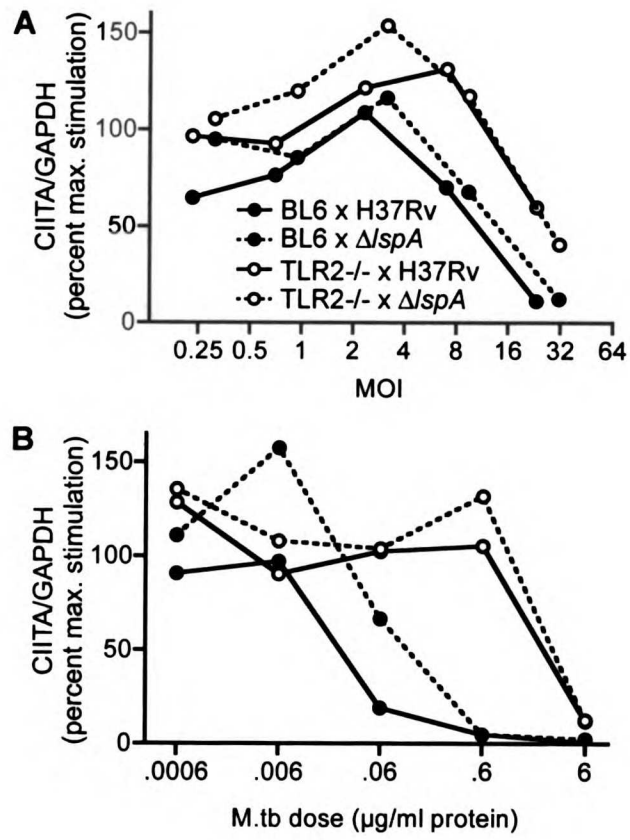 A
CIITA/GAPDH
(percent max. stimulation)
150
100
50
0
BL6 x H37Rv
BL6 x ΔlspA
TLR2-/- x H37Rv
TLR2-/- x ΔlspA
0.25 0.5 1 2 4 8 16 32 64
MOI
B
CIITA/GAPDH
(percent max. stimulation)
150
100
50
0
.0006 .006 .06 .6 6
M.tb dose (µg/ml protein)